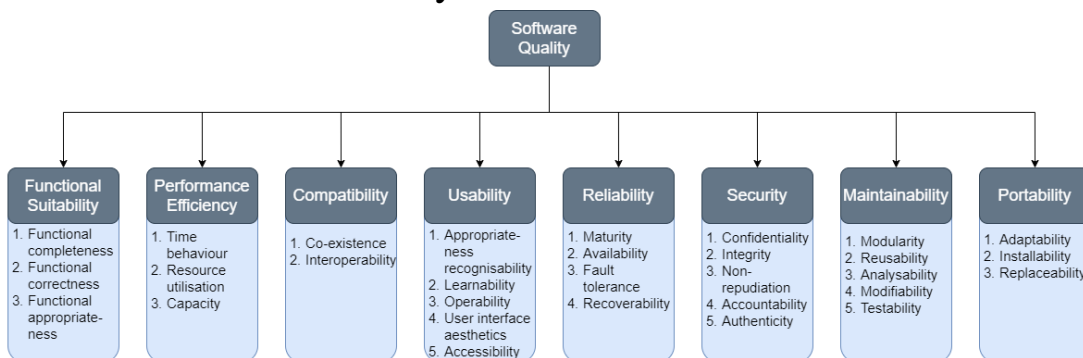 Software
Quality
Functional
Suitability
1. Functional
completeness
2. Functional
correctness
3. Functional
appropriate-
ness
Performance
Efficiency
1. Time
behaviour
2. Resource
utilisation
3. Capacity
Compatibility
1. Co-existence
2. Interoperability
Usability
1. Appropriate-
ness
recognisability
2. Learnability
3. Operability
4. User interface
aesthetics
5. Accessibility
Reliability
1. Maturity
2. Availability
3. Fault
tolerance
4. Recoverability
Security
1. Confidentiality
2. Integrity
3. Non-
repudiation
4. Accountability
5. Authenticity
Maintainability
1. Modularity
2. Reusability
3. Analysability
4. Modifiability
5. Testability
Portability
1. Adaptability
2. Installability
3. Replaceability